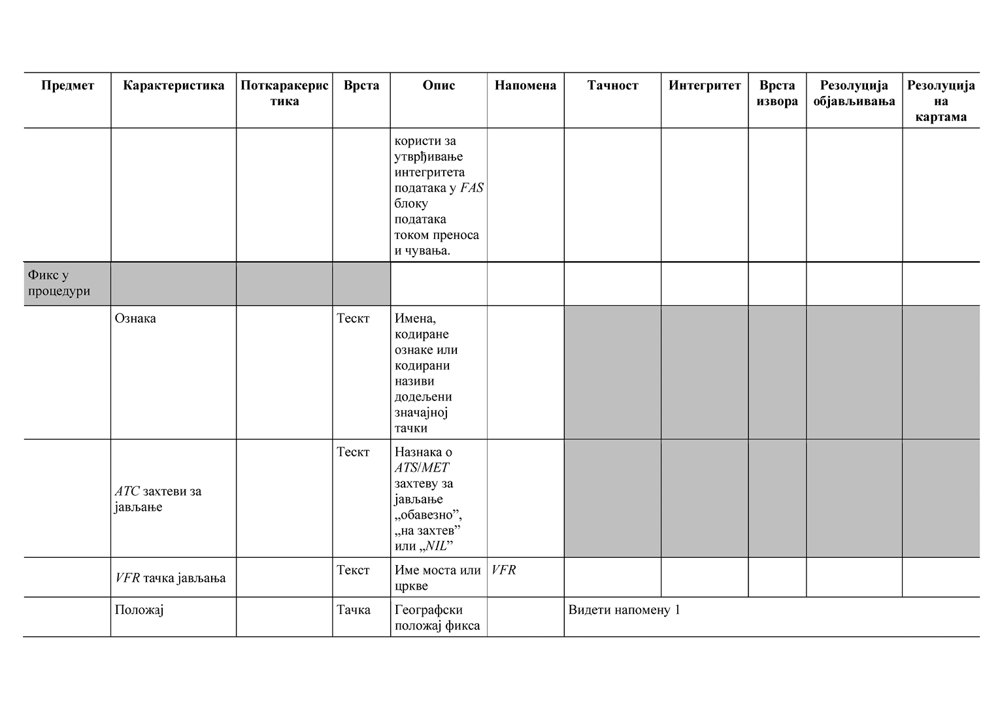 Предмет Карактеристика Поткаракерис Врста Опис Напомена Тачност Интегритет Врста Резолуција Резолуција
тика извора објављивања на
картама
користи за
утврђивање
интегритета
података у FAS
блоку
података
током преноса
и чувања.
Фикс у
процедури
Ознака Тескт Имена,
кодиране
ознаке или
кодирани
називи
додељени
значајној
тачки
ATC захтеви за
јављање
Тескт Назнака о
ATS/MET
захтеву за
јављање
„обавезно”,
„на захтев”
или „NIL”
VFR тачка јављања Текст Име моста или VFR
цркве
Положај Тачка Географски Видети напомену 1
положај фикса